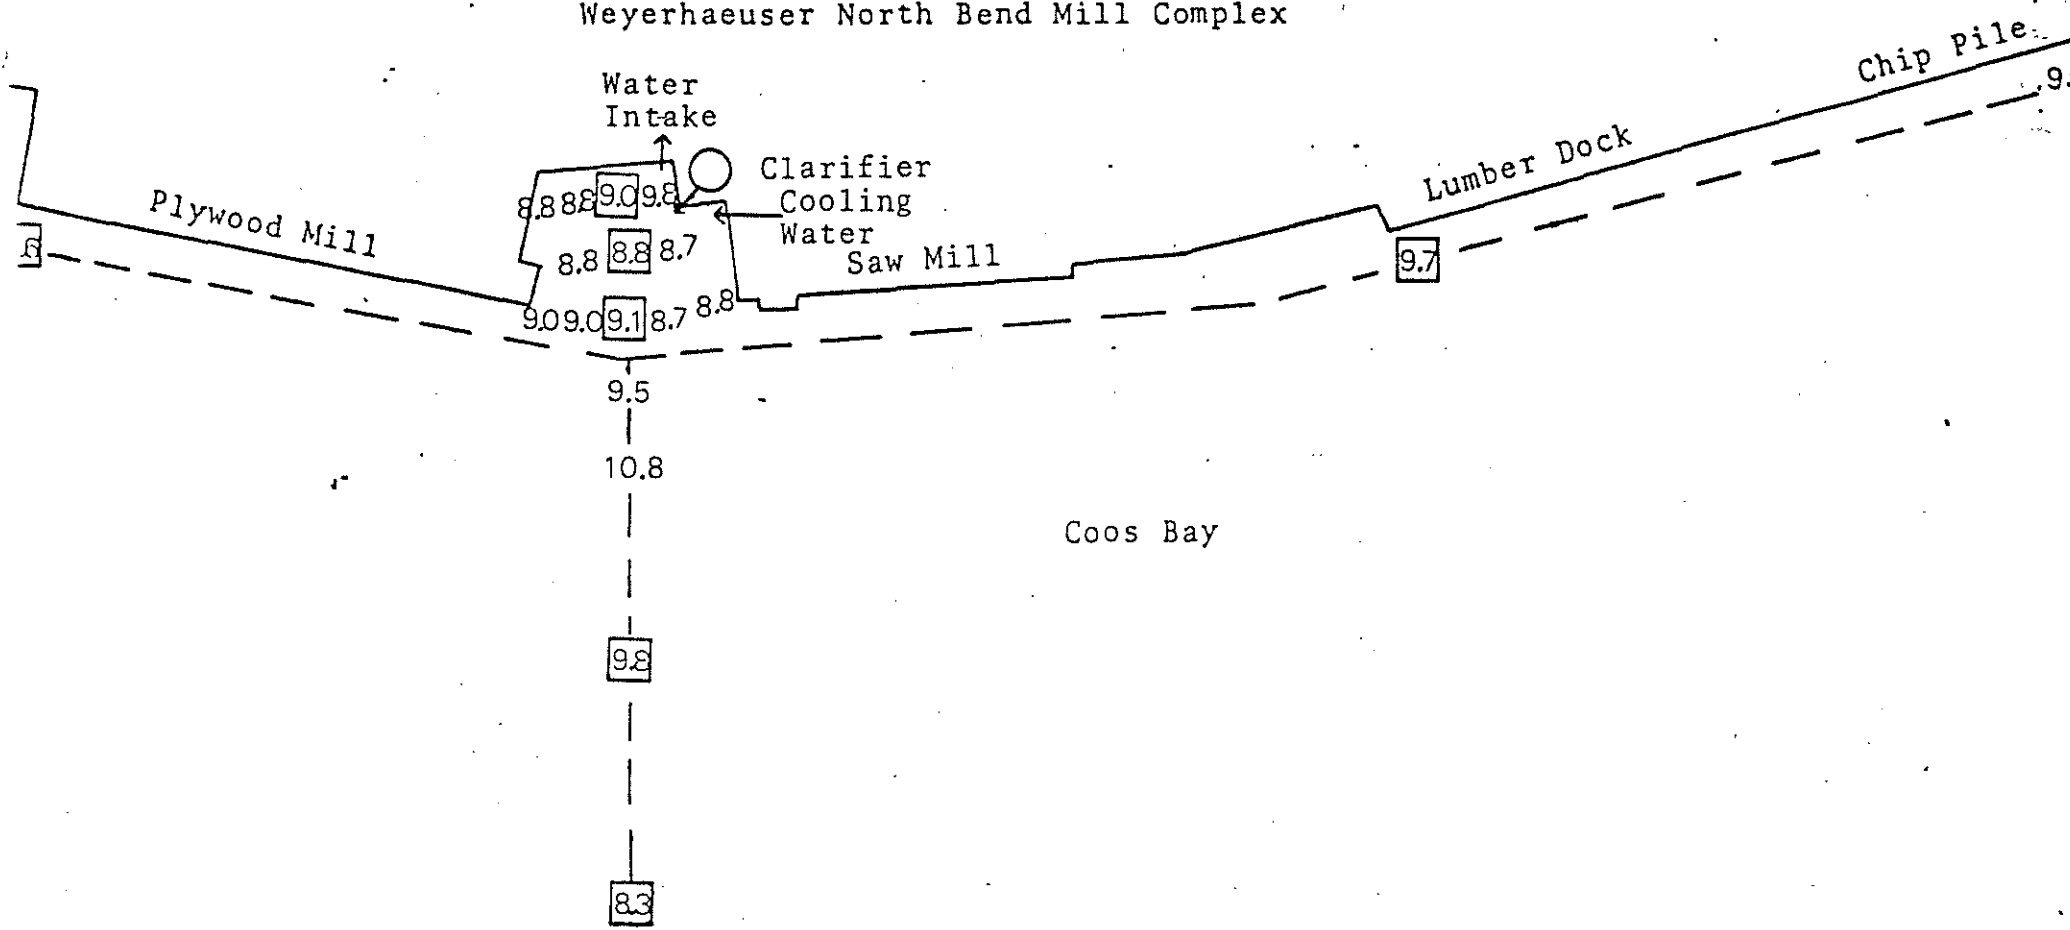 Weyerhaeuser North Bend Mill Complex
Chip Pile
9.
Water
Intake
Lumber Dock
Clarifier
Cooling
Water
8.8 8.8 9.0 9.8
Plywood Mill
8.8 8.8 8.7
Saw Mill
9.7
9.0 9.0 9.1 8.7 8.8
9.5
10.8
Coos Bay
9.8
8.3